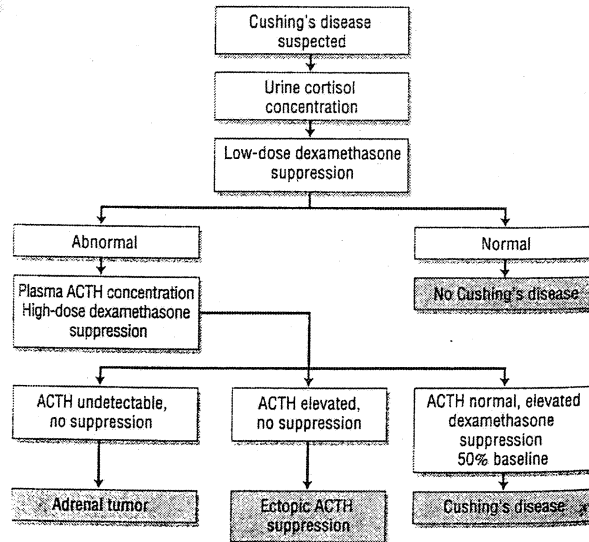 Cushing's disease
suspected
Urine cortisol
concentration
Low-dose dexamethasone
suppression
Abnormal
Normal
Plasma ACTH concentration
High-dose dexamethasone
suppression
No Cushing's disease
ACTH undetectable,
no suppression
ACTH elevated,
no suppression
ACTH normal, elevated
dexamethasone
suppression
50% baseline
Adrenal tumor
Ectopic ACTH
suppression
Cushing's disease